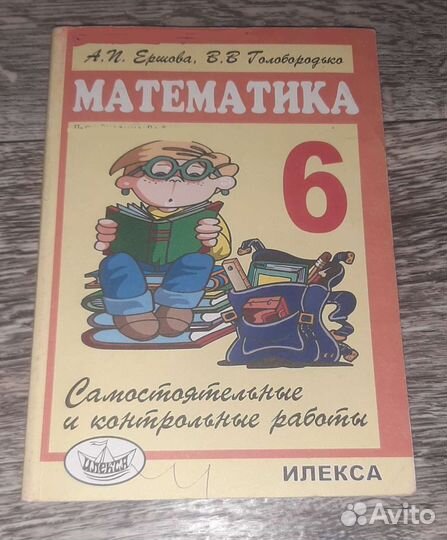 А.П. Ершова, В.В Голобородько
МАТЕМАТИКА
6
Самостоятельные
и контрольные работы
ИЛЕКСА
ИЛЕКСА
Avito